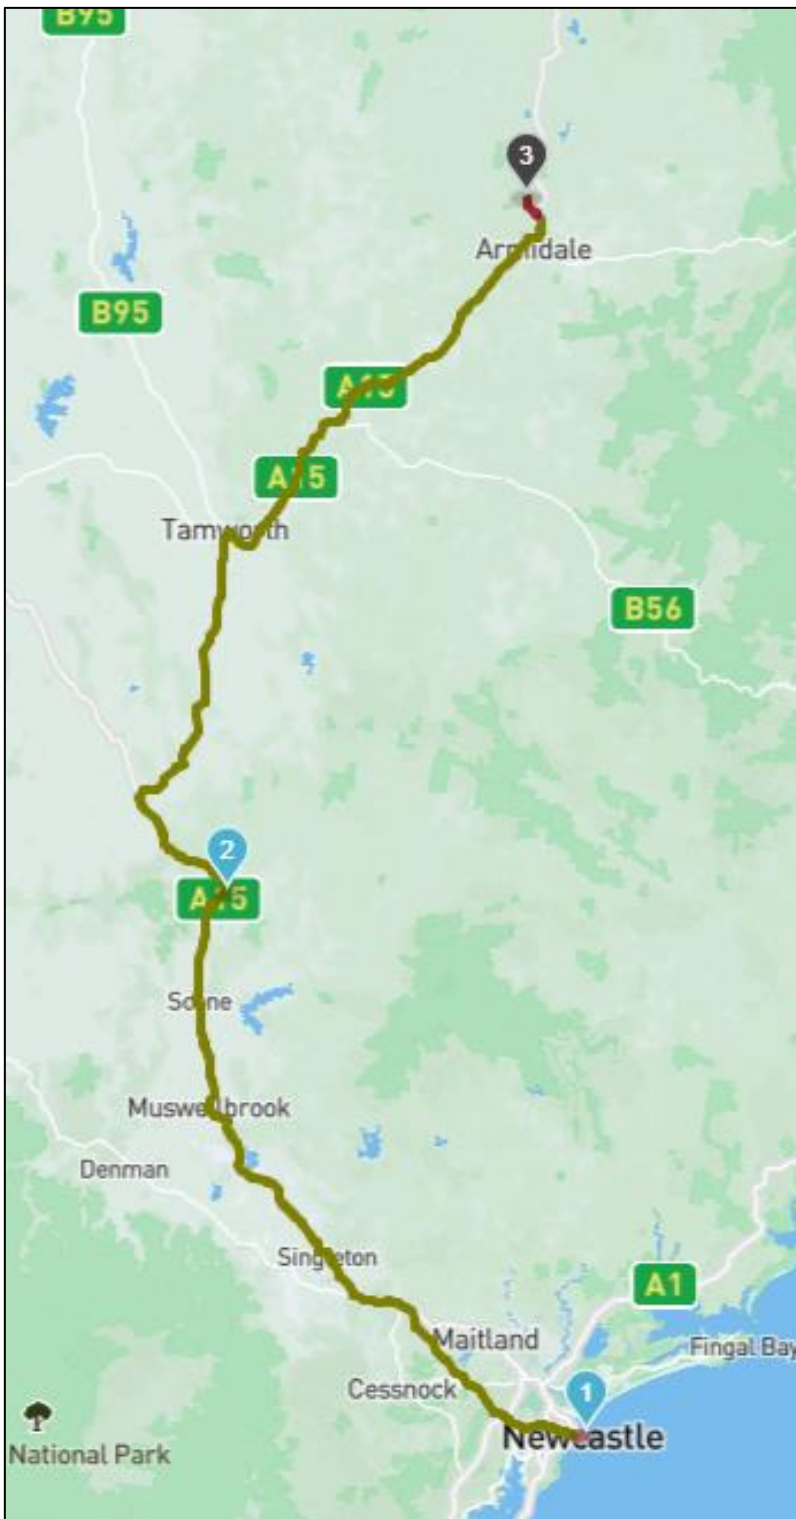 B95
3
Armidale
B95
A15
A15
Tamworth
B56
2
A15
Scone
Muswellbrook
Denman
Singleton
A1
Maitland
Fingal Bay
Cessnock
1
Newcastle
National Park